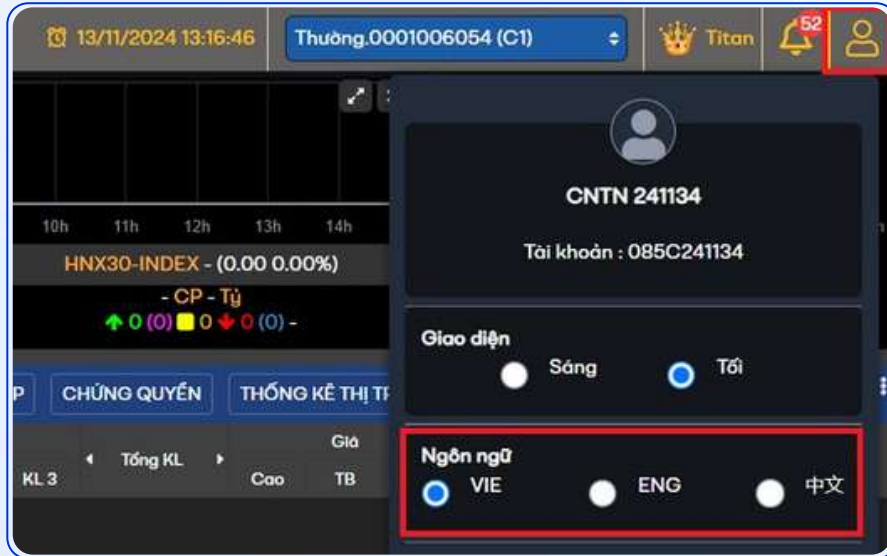 13/11/2024 13:16:46 Thường.0001006054 (C1) Titan 52
10h 11h 12h 13h 14h
HNX30-INDEX - (0.00 0.00%)
- CP - Tỷ
0 (0) 0 0 (0) -
CHỨNG QUYỀN THỐNG KÊ THỊ
KL 3 Tổng KL Giá
Cao TB
CNTN 241134
Tài khoản : 085C241134
Giao diện
Sáng Tối
Ngôn ngữ
VIE ENG 中文